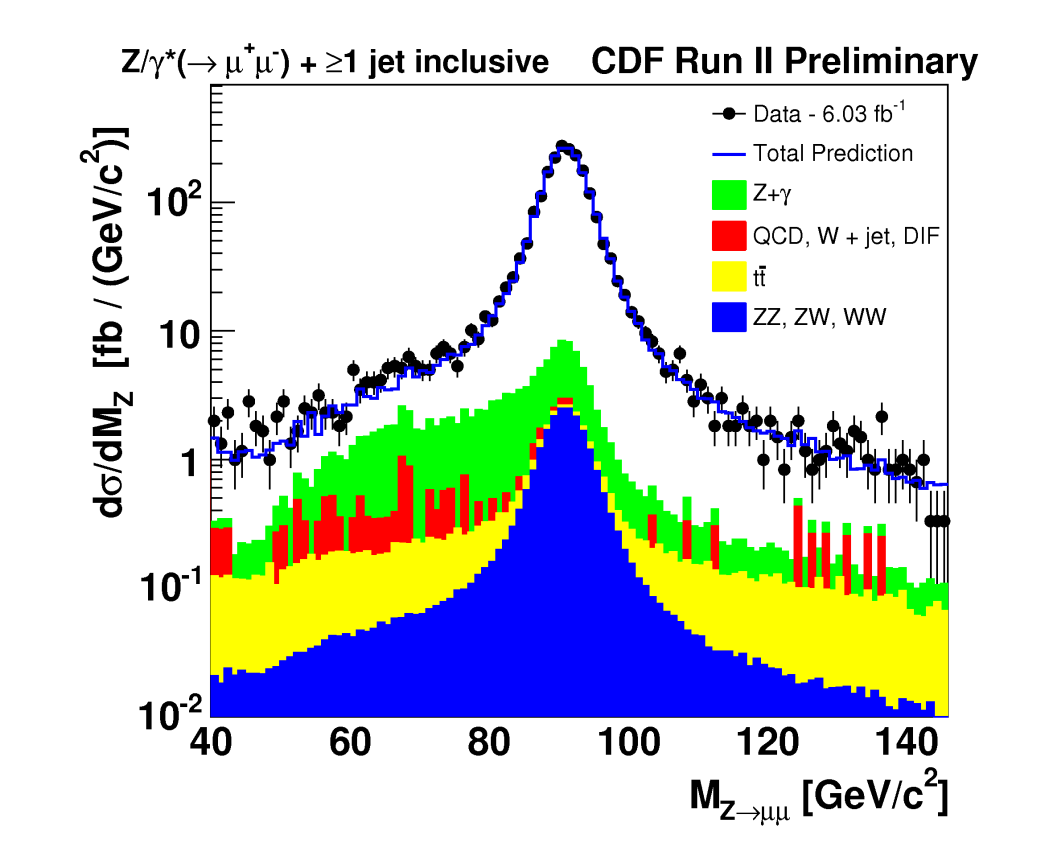 Z/γ*(→ μ⁺μ⁻) + ≥1 jet inclusive
CDF Run II Preliminary
dσ/dM_Z [fb / (GeV/c²)]
10²
10
1
10⁻¹
10⁻²
Data - 6.03 fb⁻¹
Total Prediction
Z+γ
QCD, W + jet, DIF
tt̄
ZZ, ZW, WW
40 60 80 100 120 140
M_Z→μμ [GeV/c²]